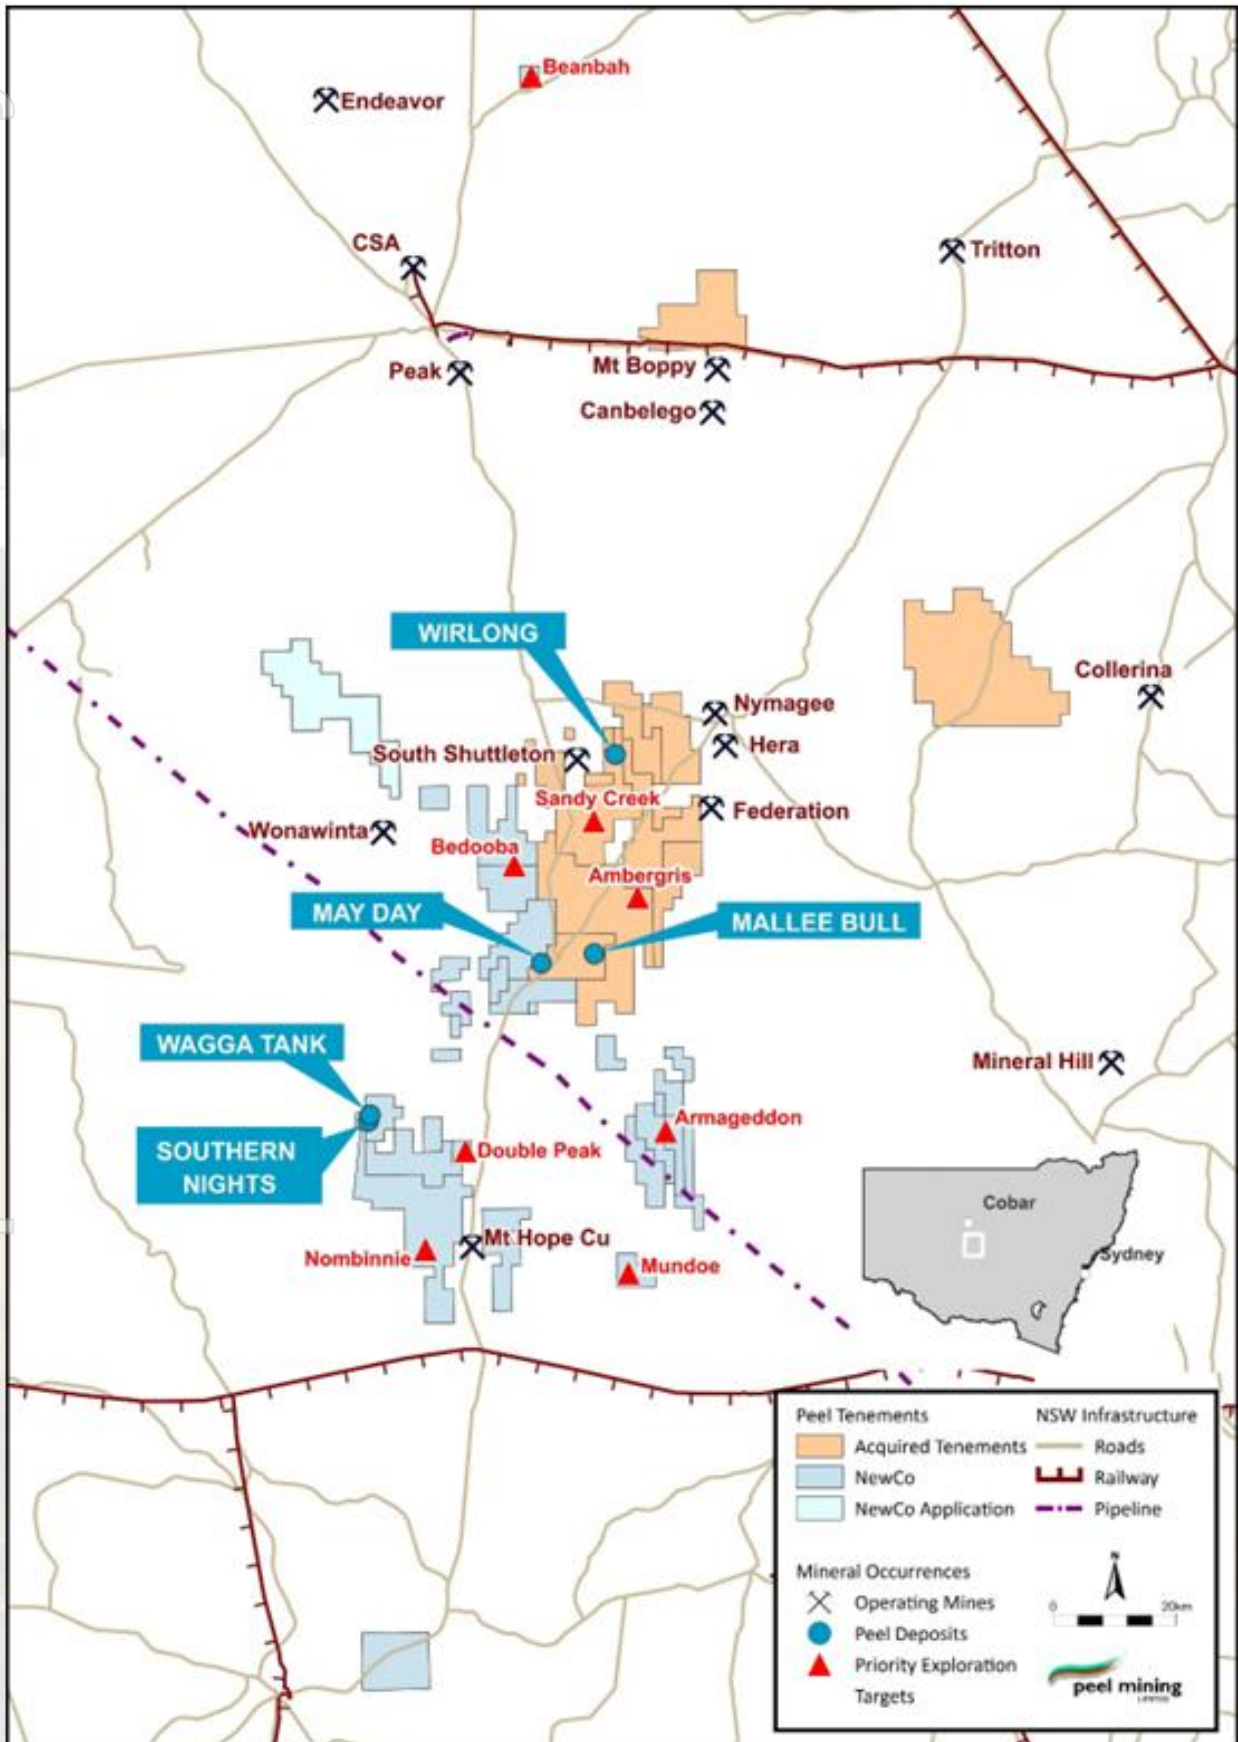 Beanbah
Endeavor
CSA
Tritton
Peak
Mt Boppy
Canbelego
WIRLONG
Collerina
Nymagee
South Shuttleton
Hera
Sandy Creek
Federation
Wonawinta
Bedooba
Ambergris
MAY DAY
MALLEE BULL
WAGGA TANK
Mineral Hill
SOUTHERN
NIGHTS
Armageddon
Double Peak
Cobar
Sydney
Nombinnie
Mt Hope Cu
Mundoe
Peel Tenements
Acquired Tenements
NewCo
NewCo Application
NSW Infrastructure
Roads
Railway
Pipeline
Mineral Occurrences
Operating Mines
Peel Deposits
Priority Exploration
Targets
N
0 20km
peel mining